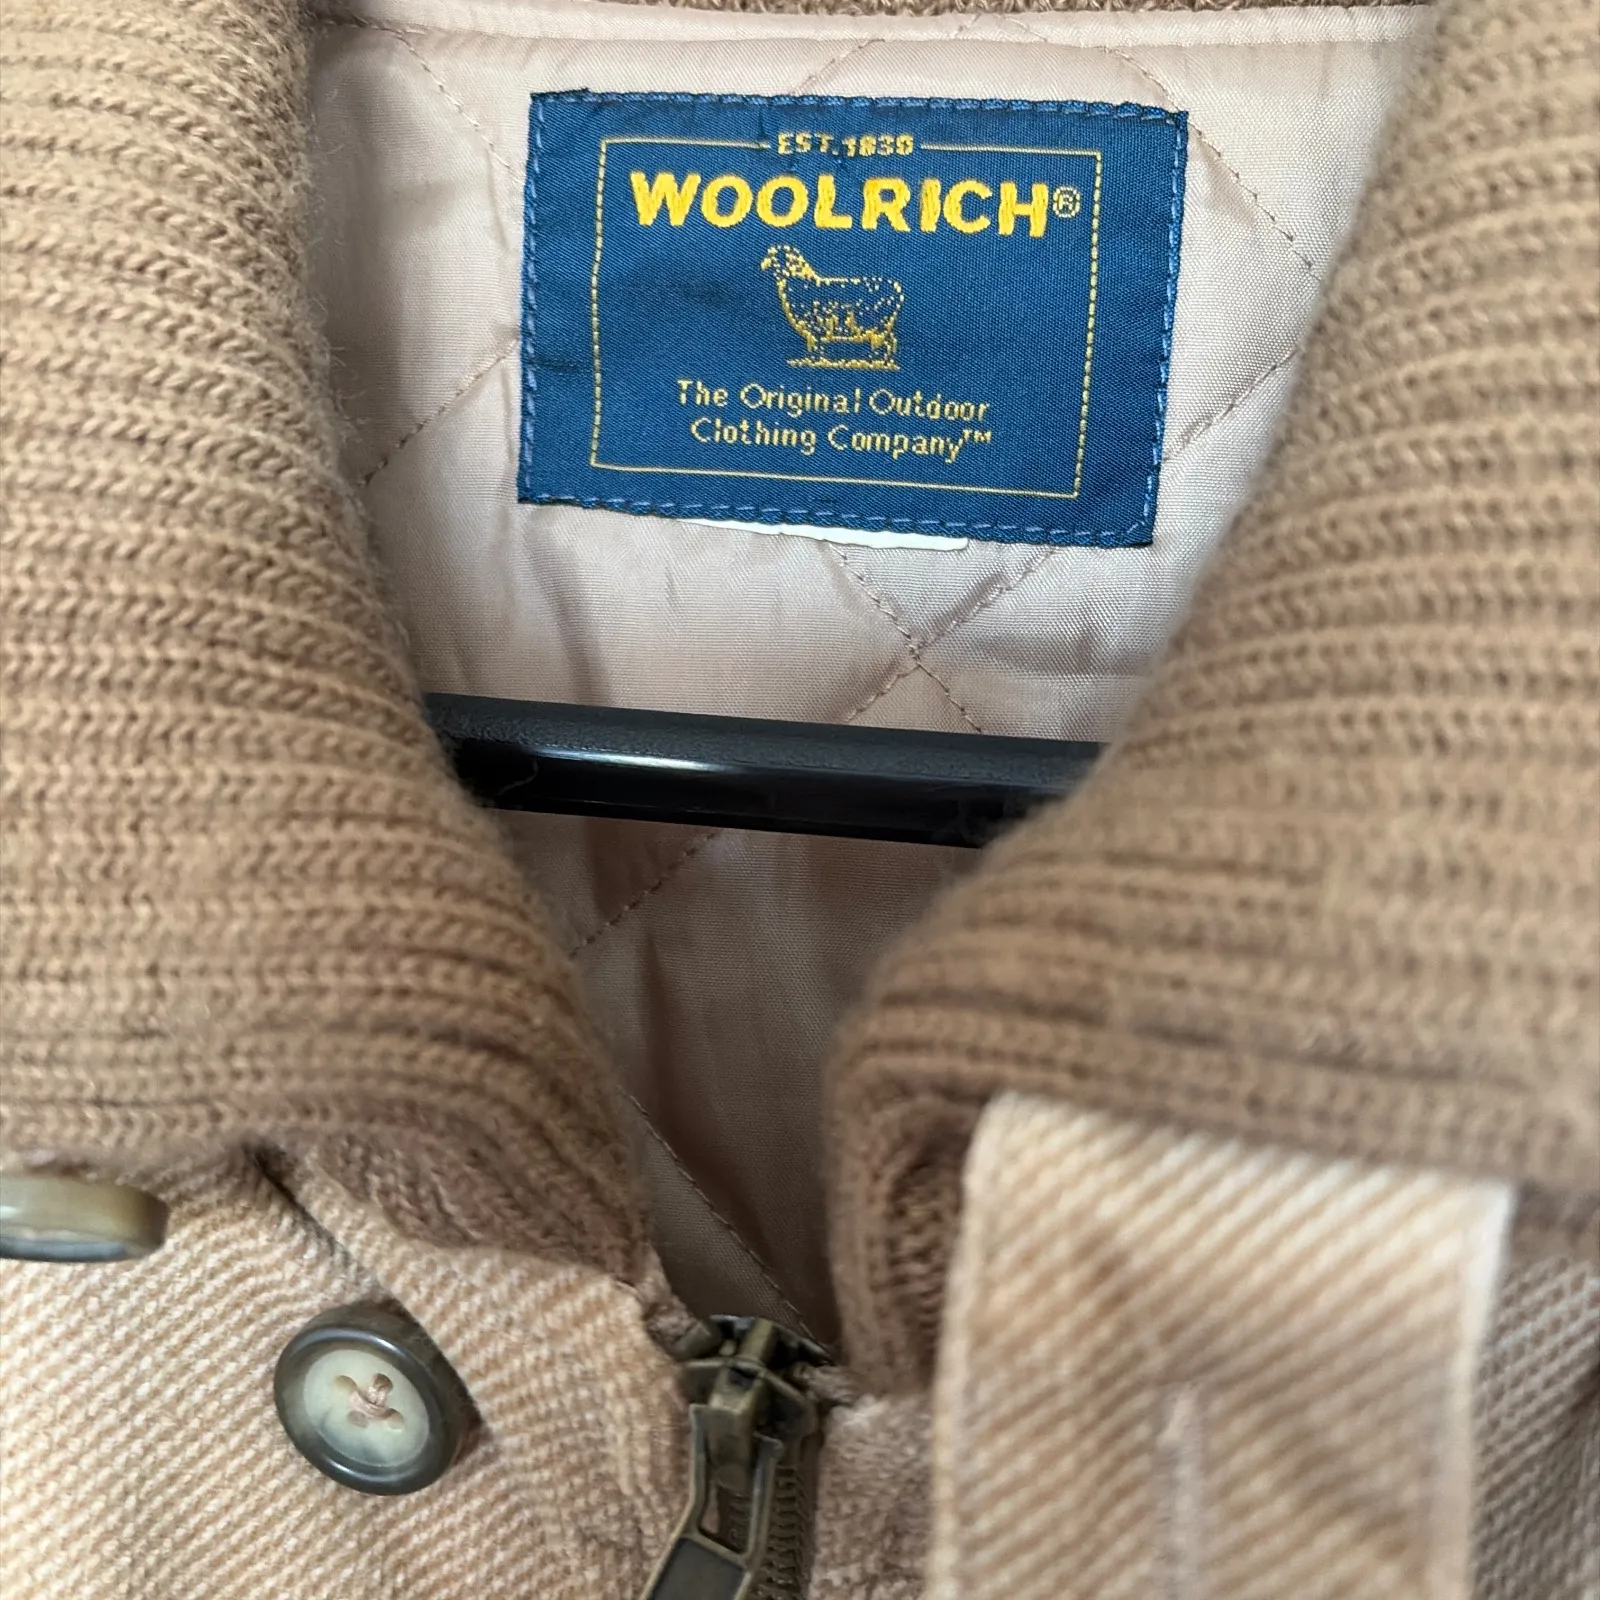 EST. 1830
WOOLRICH®
The Original Outdoor
Clothing Company™